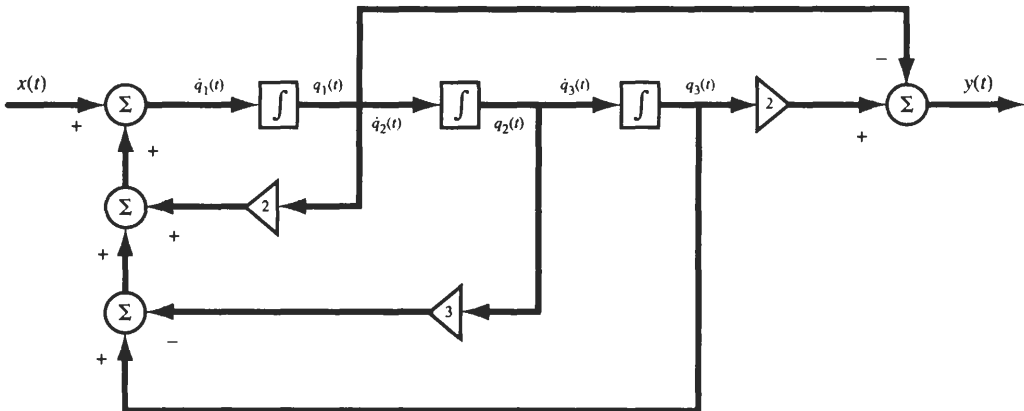 −
x(t) q̇₁(t) ∫ q₁(t) ∫ q̇₃(t) ∫ q₃(t) 2 y(t)
Σ Σ
+ q̇₂(t) q₂(t) +
+
Σ 2
+
+
3
Σ
−
+